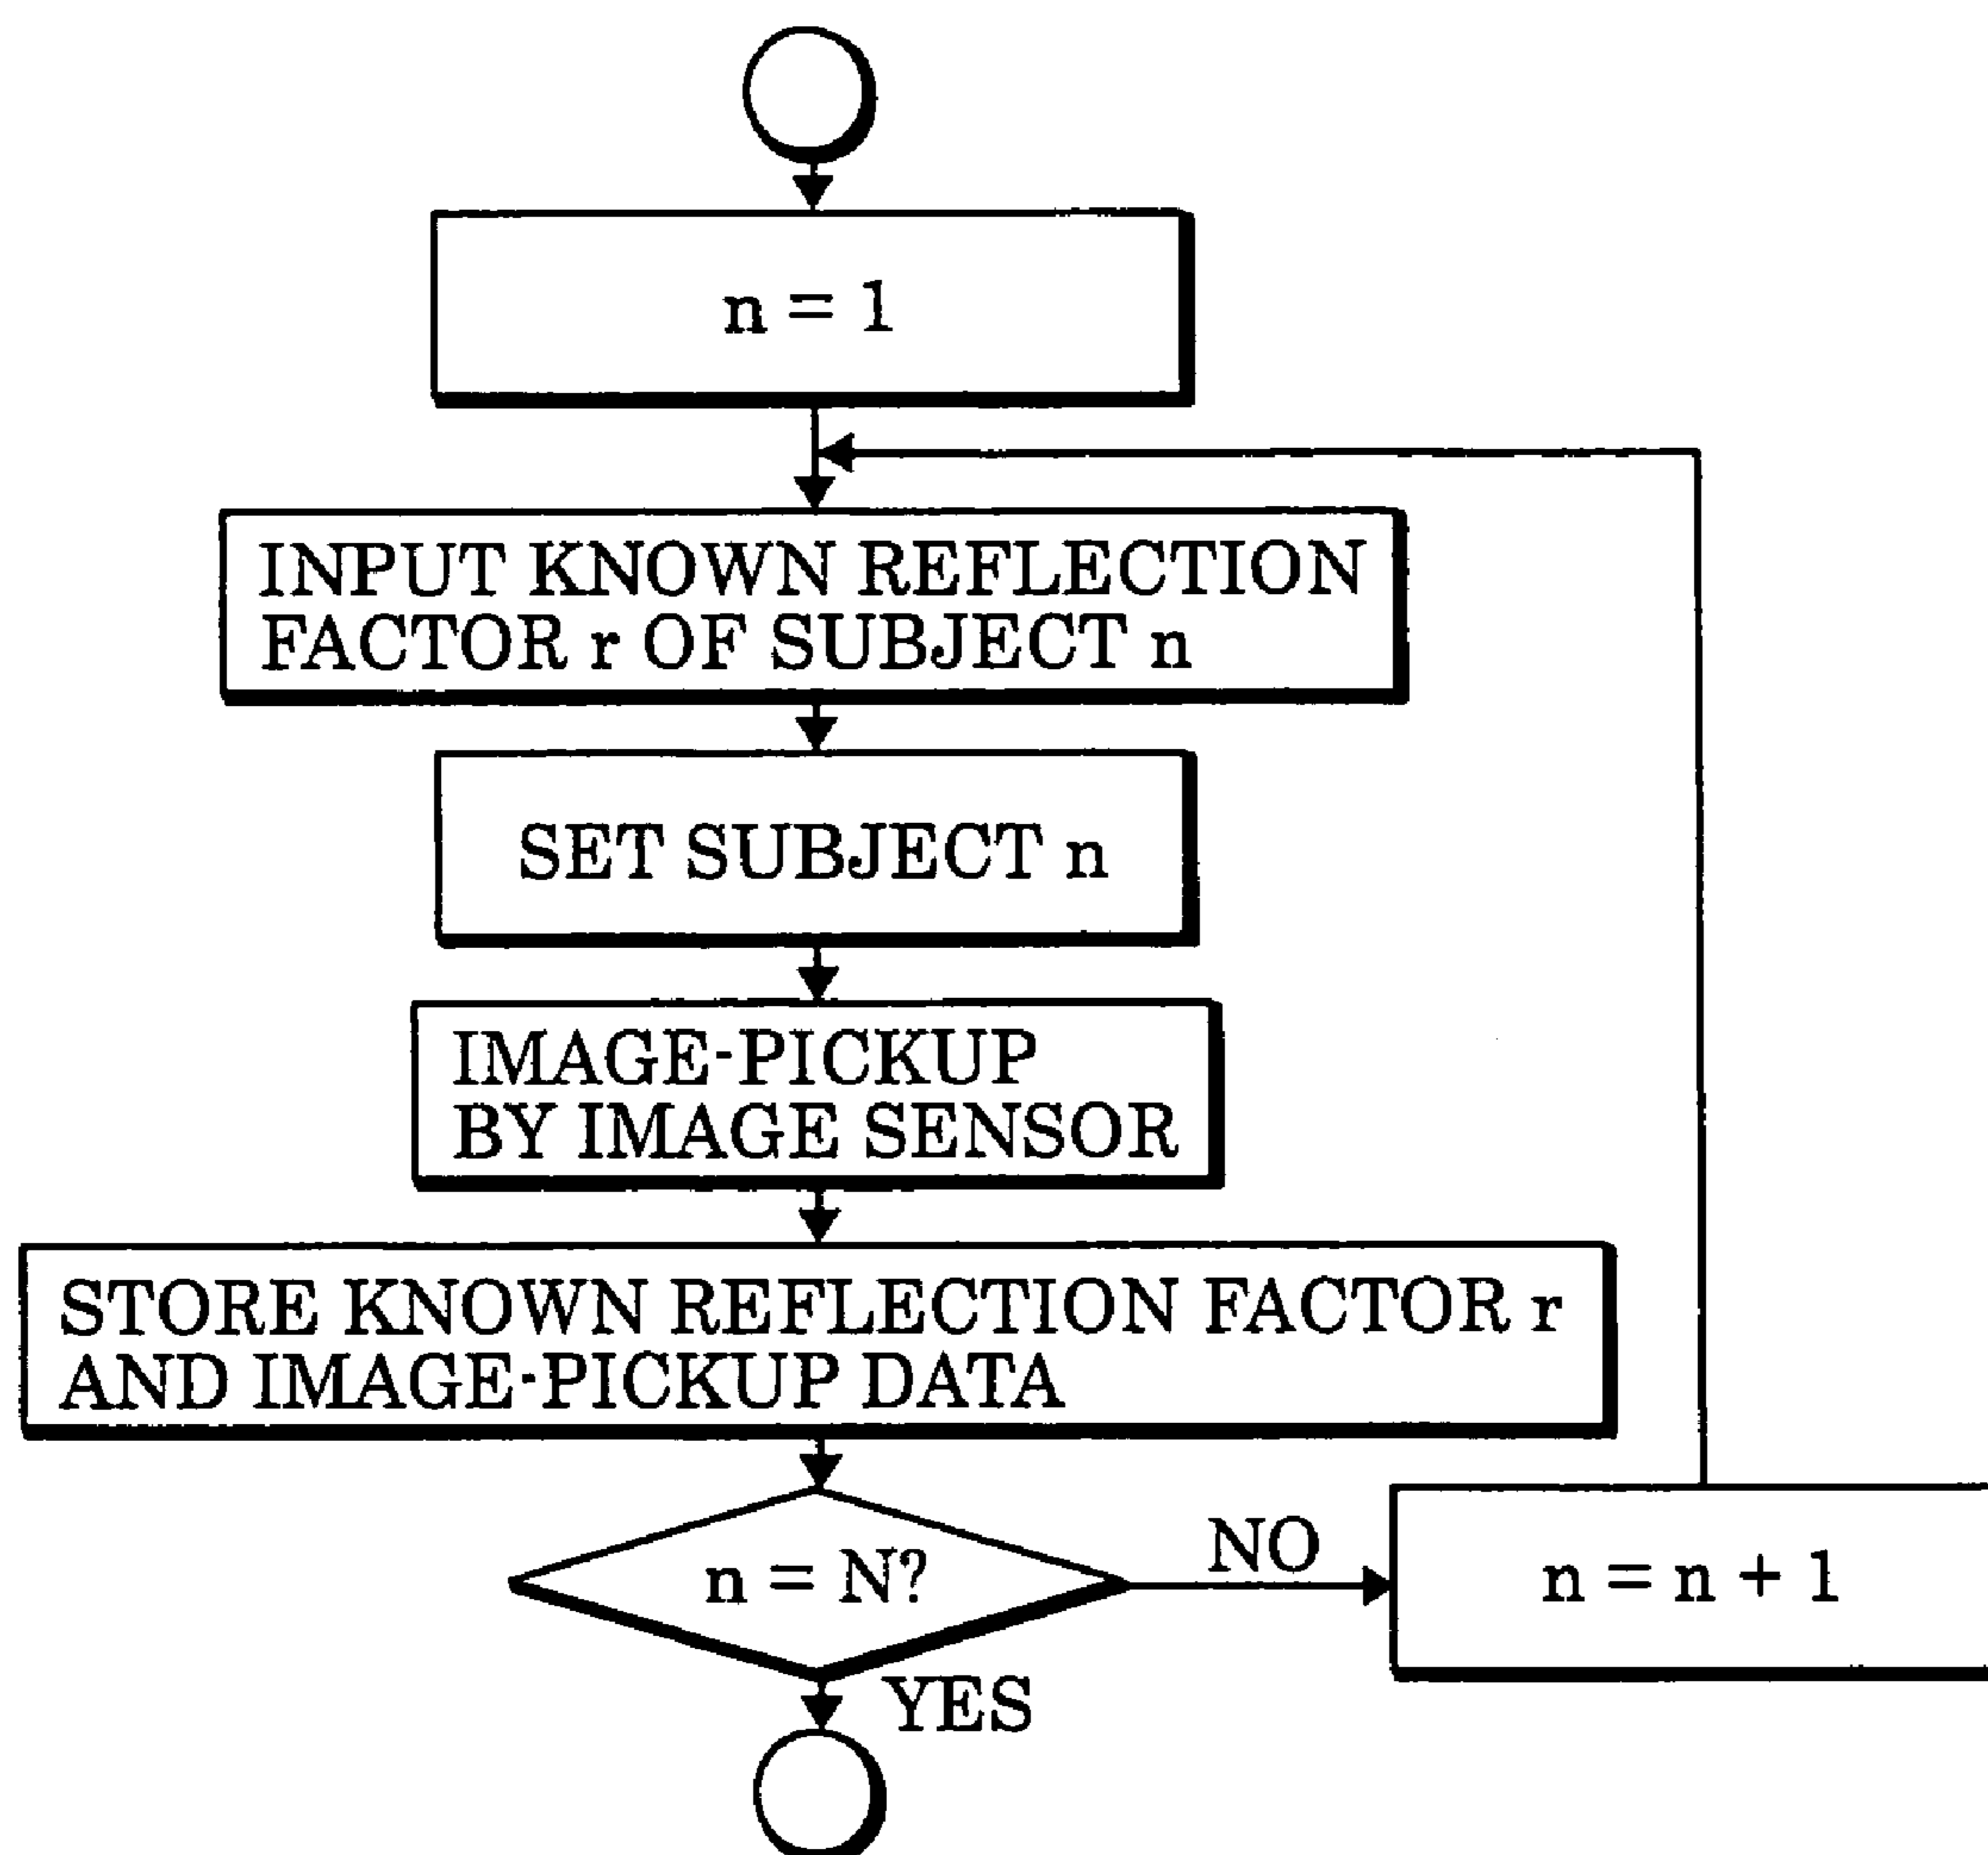 n = 1
INPUT KNOWN REFLECTION
FACTOR r OF SUBJECT n
SET SUBJECT n
IMAGE-PICKUP
BY IMAGE SENSOR
STORE KNOWN REFLECTION FACTOR r
AND IMAGE-PICKUP DATA
n = N?
NO
n = n + 1
YES